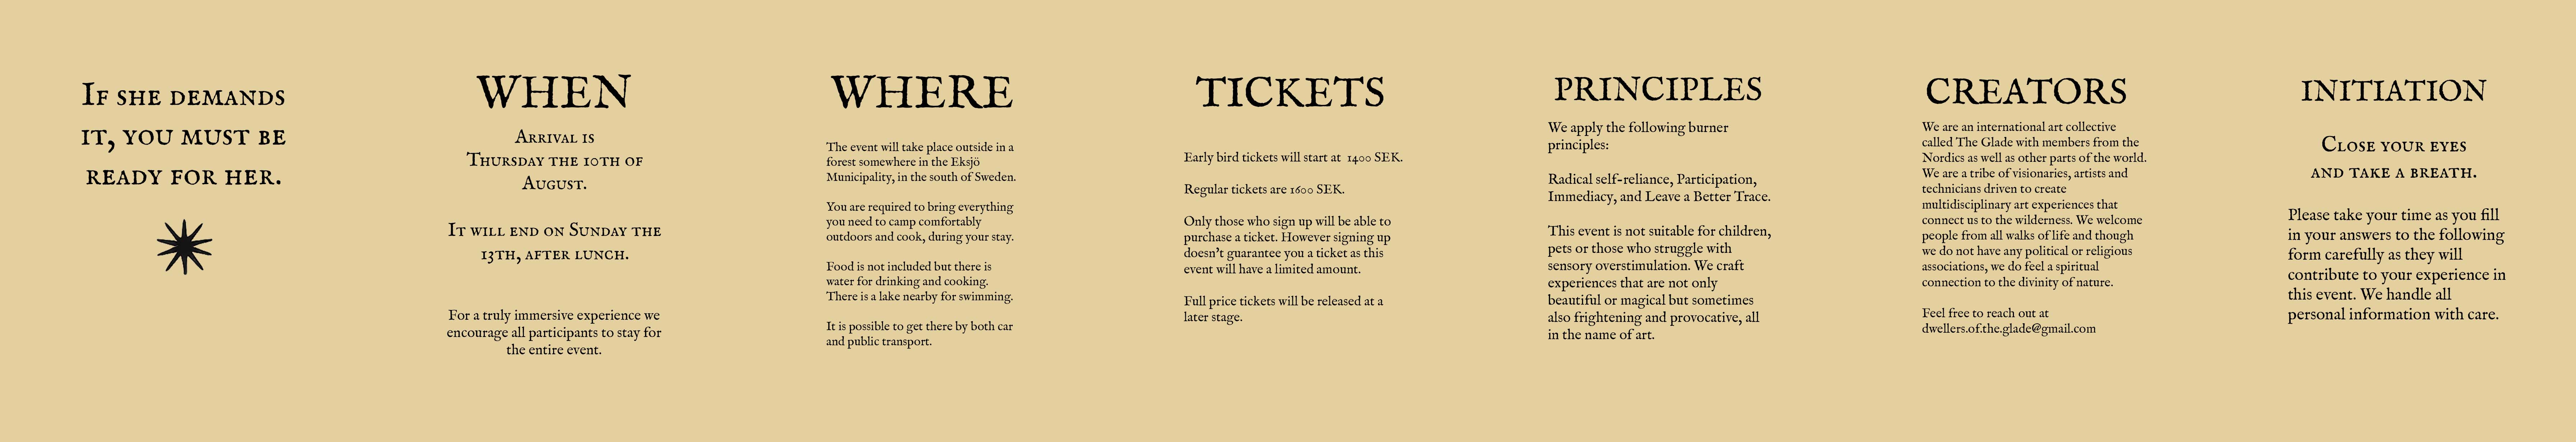 If she demands
it, you must be
ready for her.
WHEN
Arrival is
Thursday the 10th of
August.
It will end on Sunday the
13th, after lunch.
For a truly immersive experience we
encourage all participants to stay for
the entire event.
WHERE
The event will take place outside in a
forest somewhere in the Eksjö
Municipality, in the south of Sweden.
You are required to bring everything
you need to camp comfortably
outdoors and cook, during your stay.
Food is not included but there is
water for drinking and cooking.
There is a lake nearby for swimming.
It is possible to get there by both car
and public transport.
TICKETS
Early bird tickets will start at 1400 SEK.
Regular tickets are 1600 SEK.
Only those who sign up will be able to
purchase a ticket. However signing up
doesn't guarantee you a ticket as this
event will have a limited amount.
Full price tickets will be released at a
later stage.
PRINCIPLES
We apply the following burner
principles:
Radical self-reliance, Participation,
Immediacy, and Leave a Better Trace.
This event is not suitable for children,
pets or those who struggle with
sensory overstimulation. We craft
experiences that are not only
beautiful or magical but sometimes
also frightening and provocative, all
in the name of art.
CREATORS
We are an international art collective
called The Glade with members from the
Nordics as well as other parts of the world.
We are a tribe of visionaries, artists and
technicians driven to create
multidisciplinary art experiences that
connect us to the wilderness. We welcome
people from all walks of life and though
we do not have any political or religious
associations, we do feel a spiritual
connection to the divinity of nature.
Feel free to reach out at
dwellers.of.the.glade@gmail.com
INITIATION
Close your eyes
and take a breath.
Please take your time as you fill
in your answers to the following
form carefully as they will
contribute to your experience in
this event. We handle all
personal information with care.